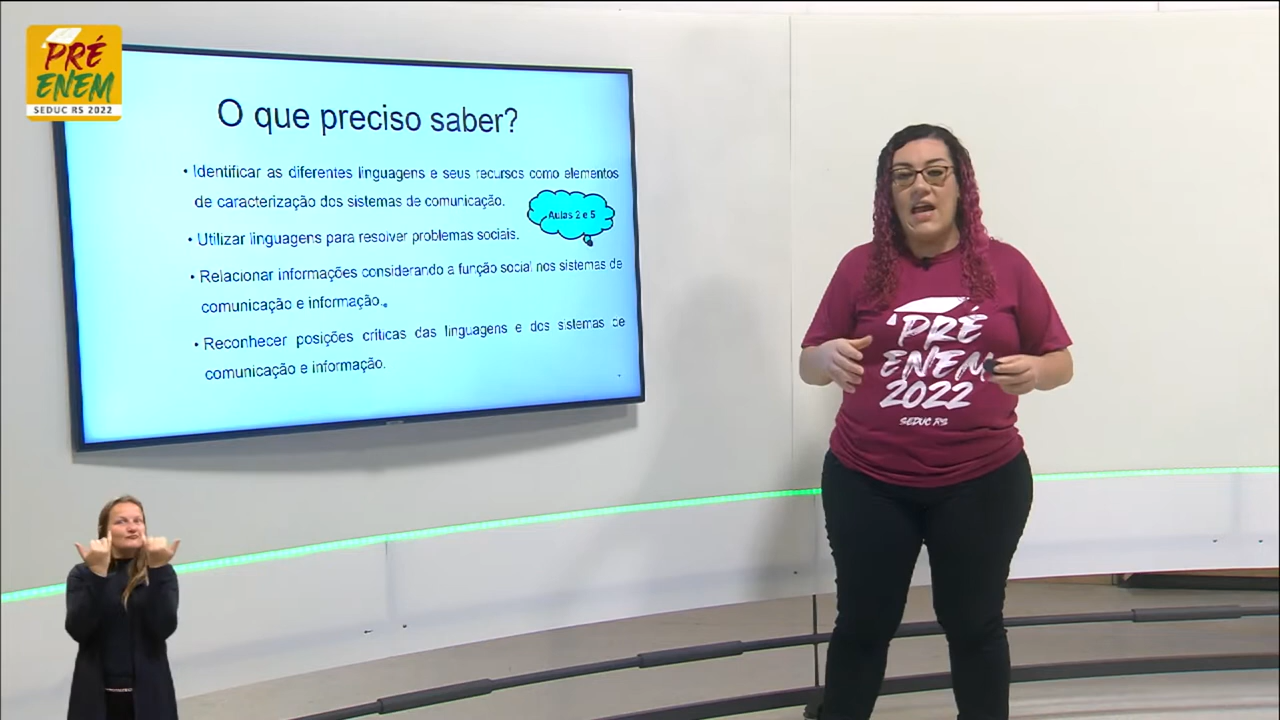 PRÉ
ENEM
SEDUC RS 2022
O que preciso saber?
• Identificar as diferentes linguagens e seus recursos como elementos
de caracterização dos sistemas de comunicação.
Aulas 2 e 5
• Utilizar linguagens para resolver problemas sociais.
• Relacionar informações considerando a função social nos sistemas de
comunicação e informação.
• Reconhecer posições críticas das linguagens e dos sistemas de
comunicação e informação.
PRÉ
ENEM
2022
SEDUC RS